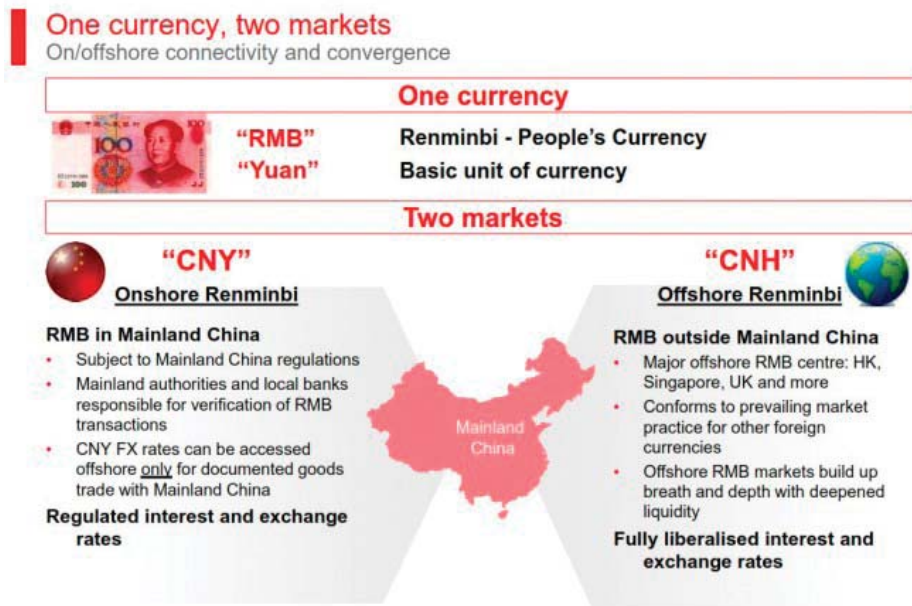 One currency, two markets
On/offshore connectivity and convergence
One currency
100
100
100
"RMB"
Renminbi - People's Currency
"Yuan"
Basic unit of currency
Two markets
"CNY"
Onshore Renminbi
RMB in Mainland China
• Subject to Mainland China regulations
• Mainland authorities and local banks
responsible for verification of RMB
transactions
• CNY FX rates can be accessed
offshore only for documented goods
trade with Mainland China
Regulated interest and exchange
rates
Mainland
China
"CNH"
Offshore Renminbi
RMB outside Mainland China
• Major offshore RMB centre: HK,
Singapore, UK and more
• Conforms to prevailing market
practice for other foreign
currencies
• Offshore RMB markets build up
breath and depth with deepened
liquidity
Fully liberalised interest and
exchange rates